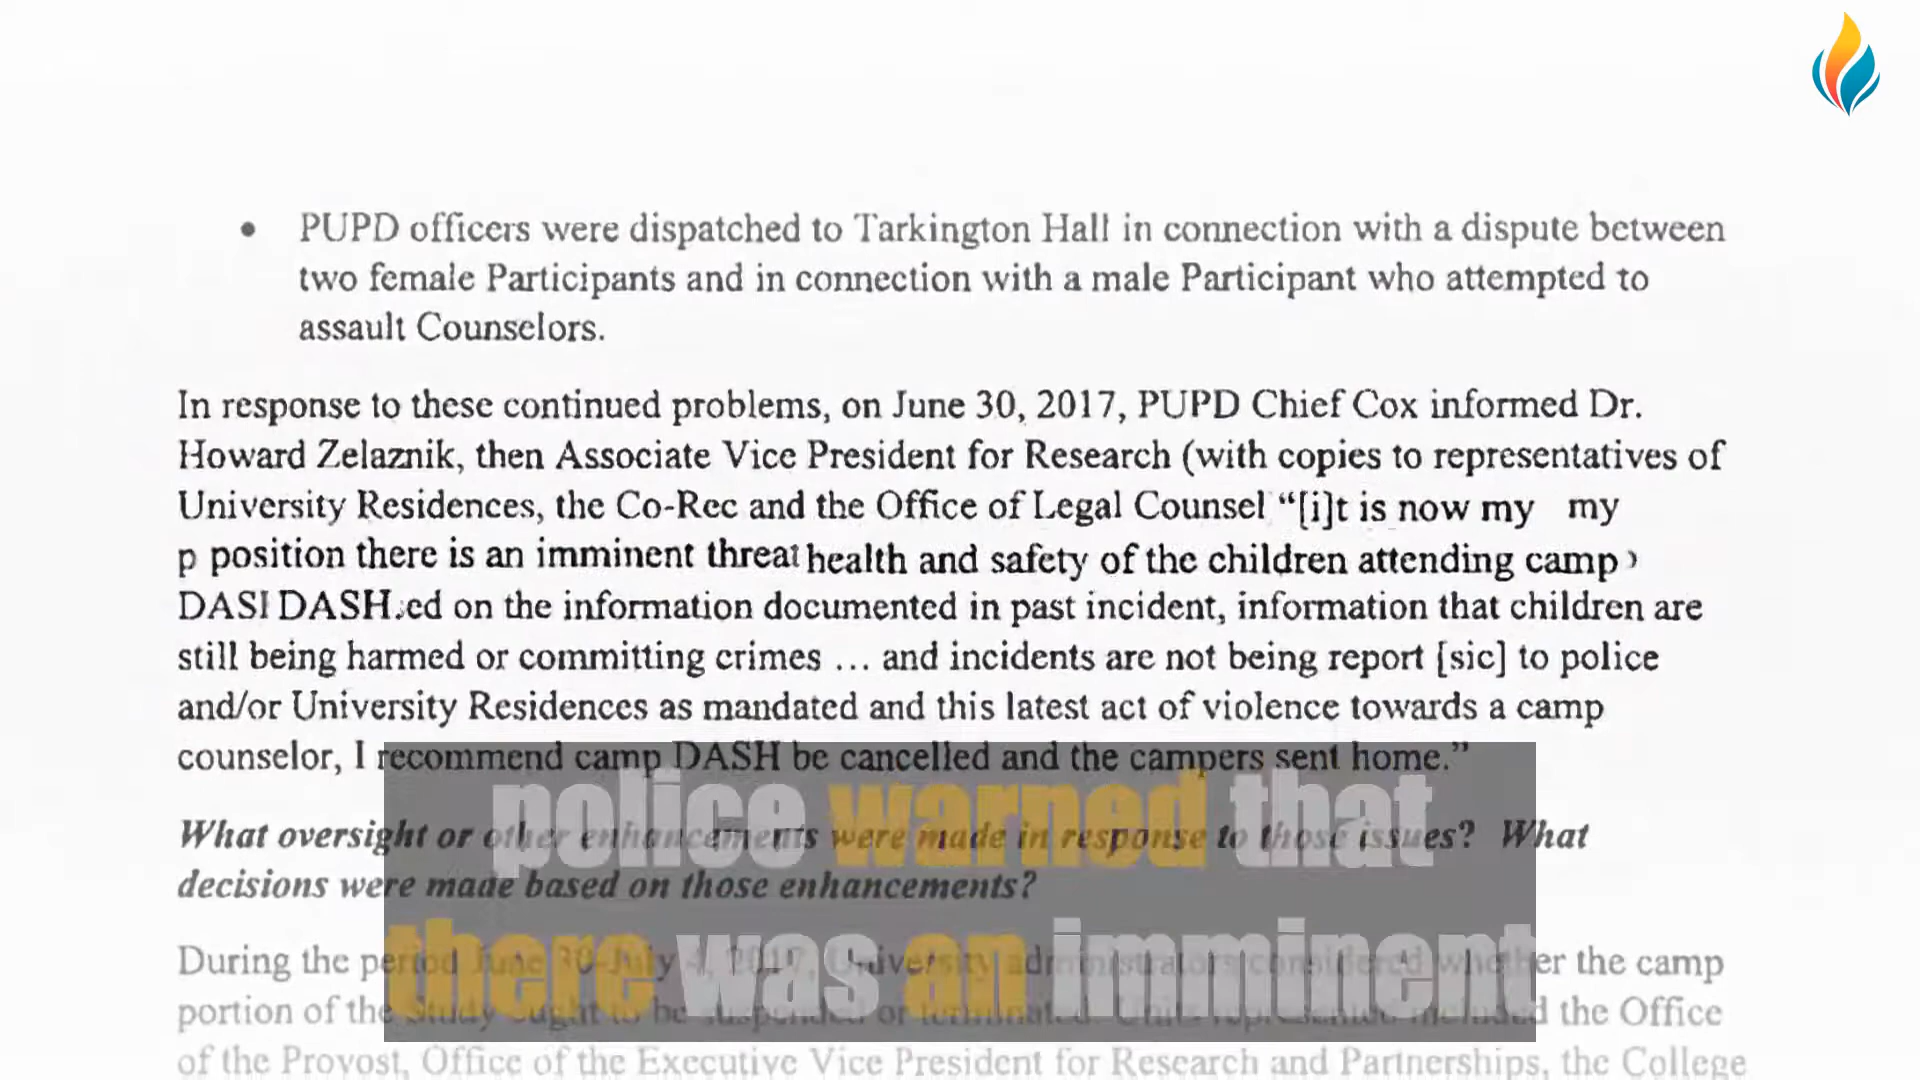 • PUPD officers were dispatched to Tarkington Hall in connection with a dispute between
two female Participants and in connection with a male Participant who attempted to
assault Counselors.
In response to these continued problems, on June 30, 2017, PUPD Chief Cox informed Dr.
Howard Zelaznik, then Associate Vice President for Research (with copies to representatives of
University Residences, the Co-Rec and the Office of Legal Counsel “[i]t is now my my
p position there is an imminent threat health and safety of the children attending camp
DASH ed on the information documented in past incident, information that children are
still being harmed or committing crimes … and incidents are not being report [sic] to police
and/or University Residences as mandated and this latest act of violence towards a camp
counselor, I recommend camp DASH be cancelled and the campers sent home.”
What oversight or other enhancements were made in response to those issues? What
decisions were made based on those enhancements?
police warned that
there was an imminent
During the period June 30-July 4, 2017, University administrators considered whether the camp
portion of the Study ought to be suspended or terminated. Units represented included the Office
of the Provost, Office of the Executive Vice President for Research and Partnerships, the College